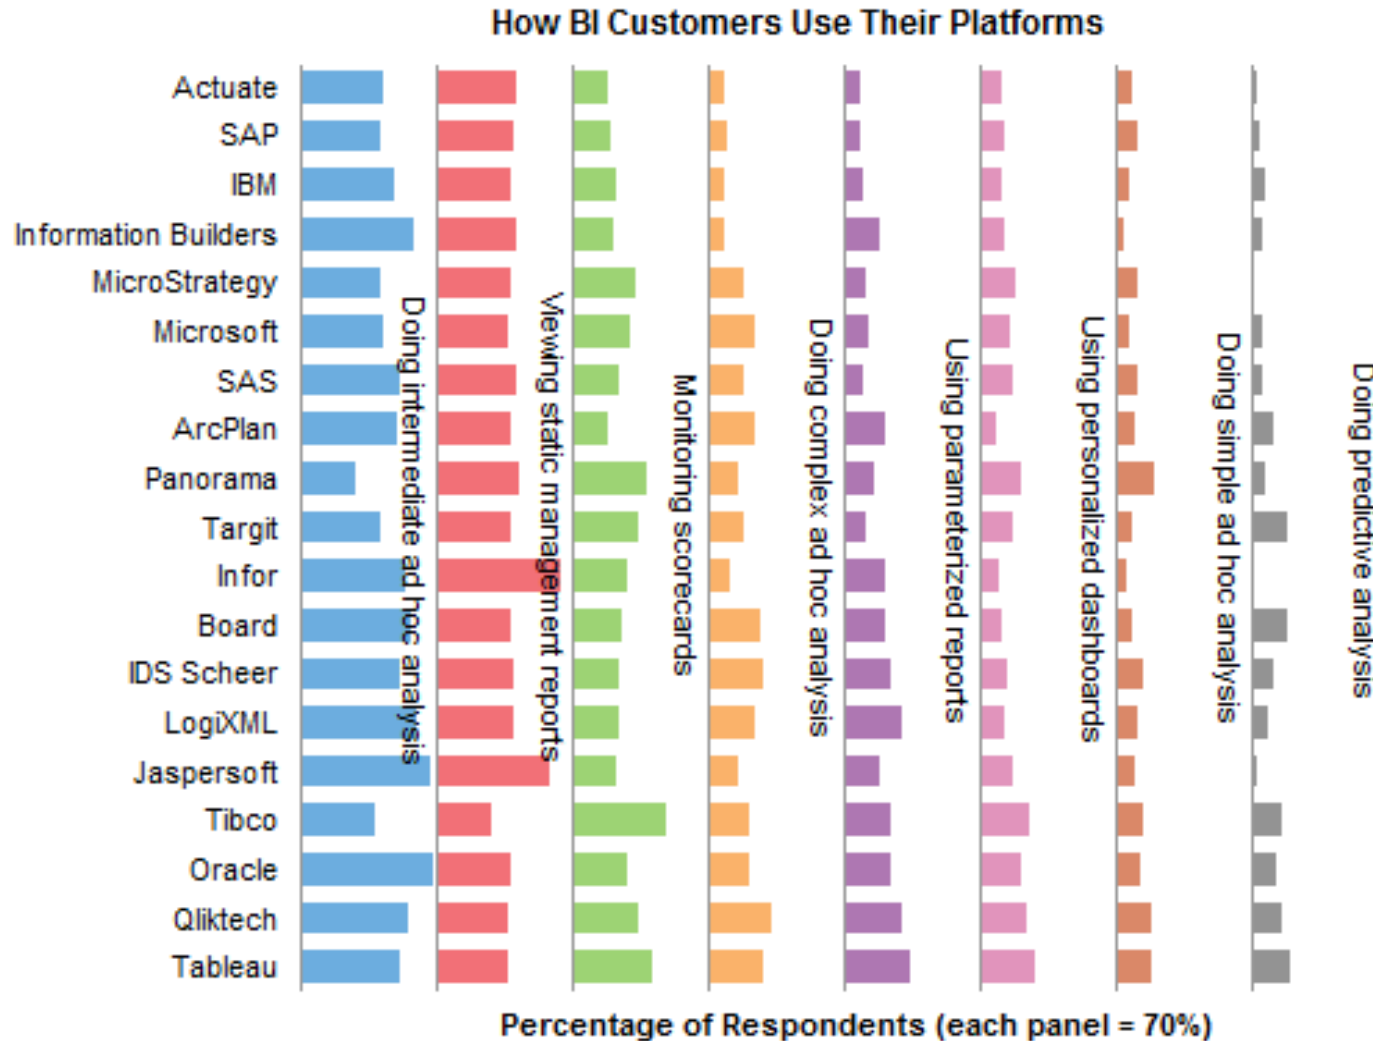 How BI Customers Use Their Platforms
Actuate
SAP
IBM
Information Builders
MicroStrategy
Microsoft
SAS
ArcPlan
Panorama
Targit
Infor
Board
IDS Scheer
LogiXML
Jaspersoft
Tibco
Oracle
Qliktech
Tableau
Doing intermediate ad hoc analysis
Viewing static management reports
Monitoring scorecards
Doing complex ad hoc analysis
Using parameterized reports
Using personalized dashboards
Doing simple ad hoc analysis
Doing predictive analysis
Percentage of Respondents (each panel = 70%)